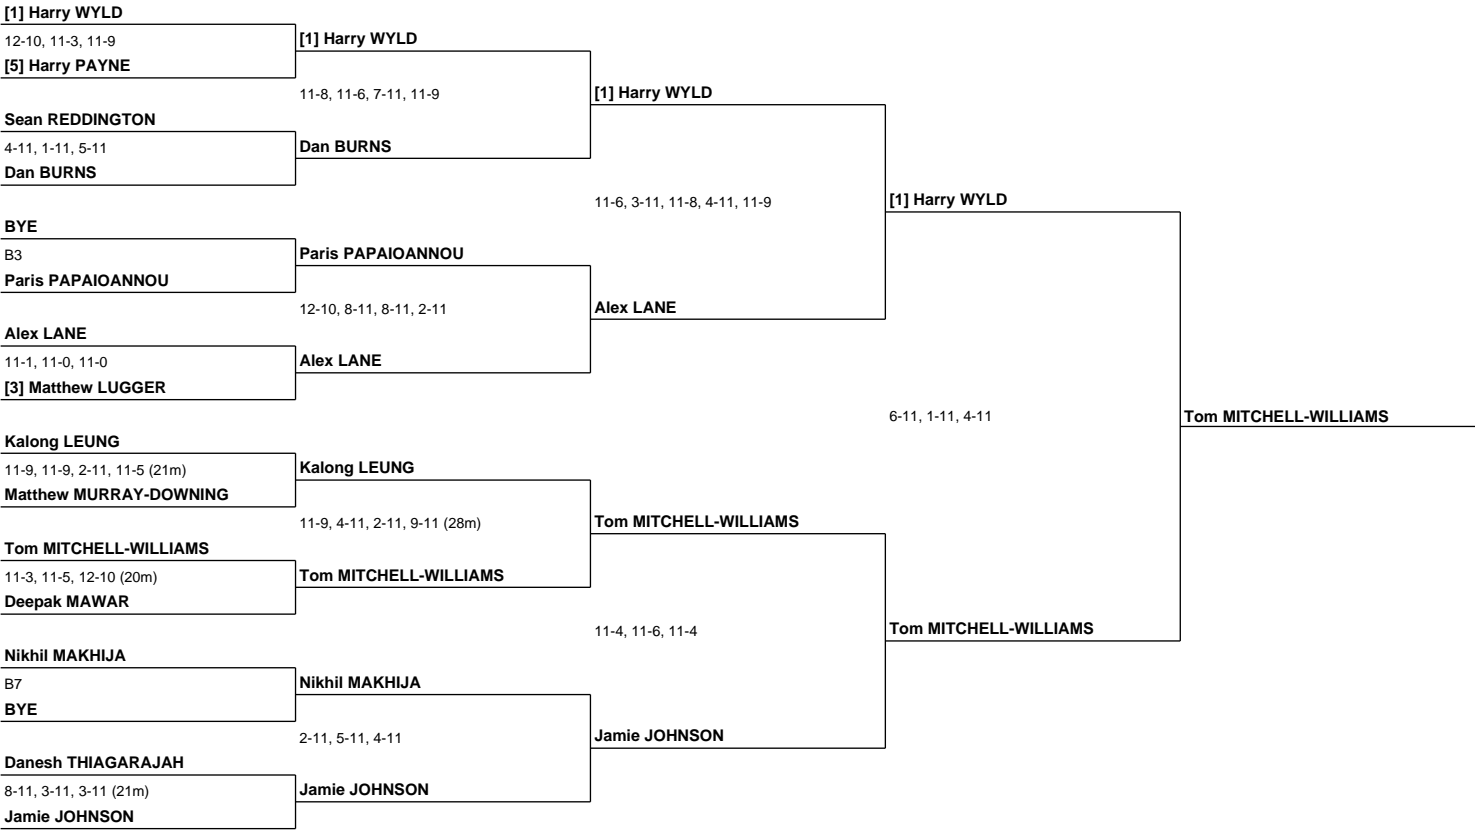 [1] Harry WYLD
12-10, 11-3, 11-9
[5] Harry PAYNE
Sean REDDINGTON
4-11, 1-11, 5-11
Dan BURNS
BYE
B3
Paris PAPAIOANNOU
Alex LANE
11-1, 11-0, 11-0
[3] Matthew LUGGER
Kalong LEUNG
11-9, 11-9, 2-11, 11-5 (21m)
Matthew MURRAY-DOWNING
Tom MITCHELL-WILLIAMS
11-3, 11-5, 12-10 (20m)
Deepak MAWAR
Nikhil MAKHIJA
B7
BYE
Danesh THIAGARAJAH
8-11, 3-11, 3-11 (21m)
Jamie JOHNSON
[1] Harry WYLD
11-8, 11-6, 7-11, 11-9
Dan BURNS
Paris PAPAIOANNOU
12-10, 8-11, 8-11, 2-11
Alex LANE
Kalong LEUNG
11-9, 4-11, 2-11, 9-11 (28m)
Tom MITCHELL-WILLIAMS
Nikhil MAKHIJA
2-11, 5-11, 4-11
Jamie JOHNSON
[1] Harry WYLD
11-6, 3-11, 11-8, 4-11, 11-9
Alex LANE
Tom MITCHELL-WILLIAMS
11-4, 11-6, 11-4
Jamie JOHNSON
[1] Harry WYLD
6-11, 1-11, 4-11
Tom MITCHELL-WILLIAMS
Tom MITCHELL-WILLIAMS